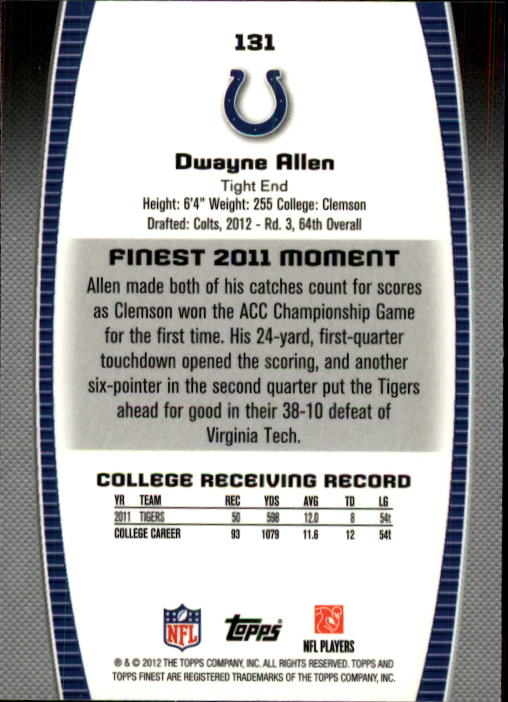 131
Dwayne Allen
Tight End
Height: 6'4" Weight: 255 College: Clemson
Drafted: Colts, 2012 - Rd. 3, 64th Overall
FINEST 2011 MOMENT
Allen made both of his catches count for scores
as Clemson won the ACC Championship Game
for the first time. His 24-yard, first-quarter
touchdown opened the scoring, and another
six-pointer in the second quarter put the Tigers
ahead for good in their 38-10 defeat of
Virginia Tech.
COLLEGE RECEIVING RECORD
YR TEAM REC YDS AVG TD LG
2011 TIGERS 50 598 12.0 8 54t
COLLEGE CAREER 93 1079 11.6 12 54t
NFL Topps NFL PLAYERS
® & © 2012 THE TOPPS COMPANY, INC. ALL RIGHTS RESERVED. TOPPS AND
TOPPS FINEST ARE REGISTERED TRADEMARKS OF THE TOPPS COMPANY, INC.